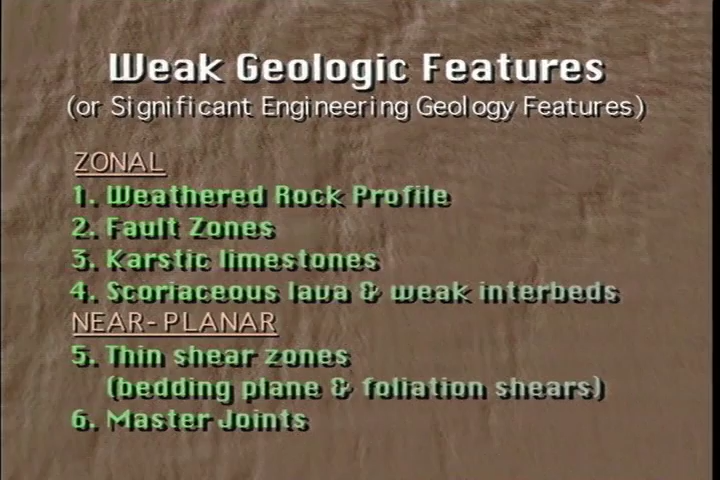 Weak Geologic Features
(or Significant Engineering Geology Features)
ZONAL
1. Weathered Rock Profile
2. Fault Zones
3. Karstic limestones
4. Scoriaceous lava & weak interbeds
NEAR-PLANAR
5. Thin shear zones
(bedding plane & foliation shears)
6. Master Joints